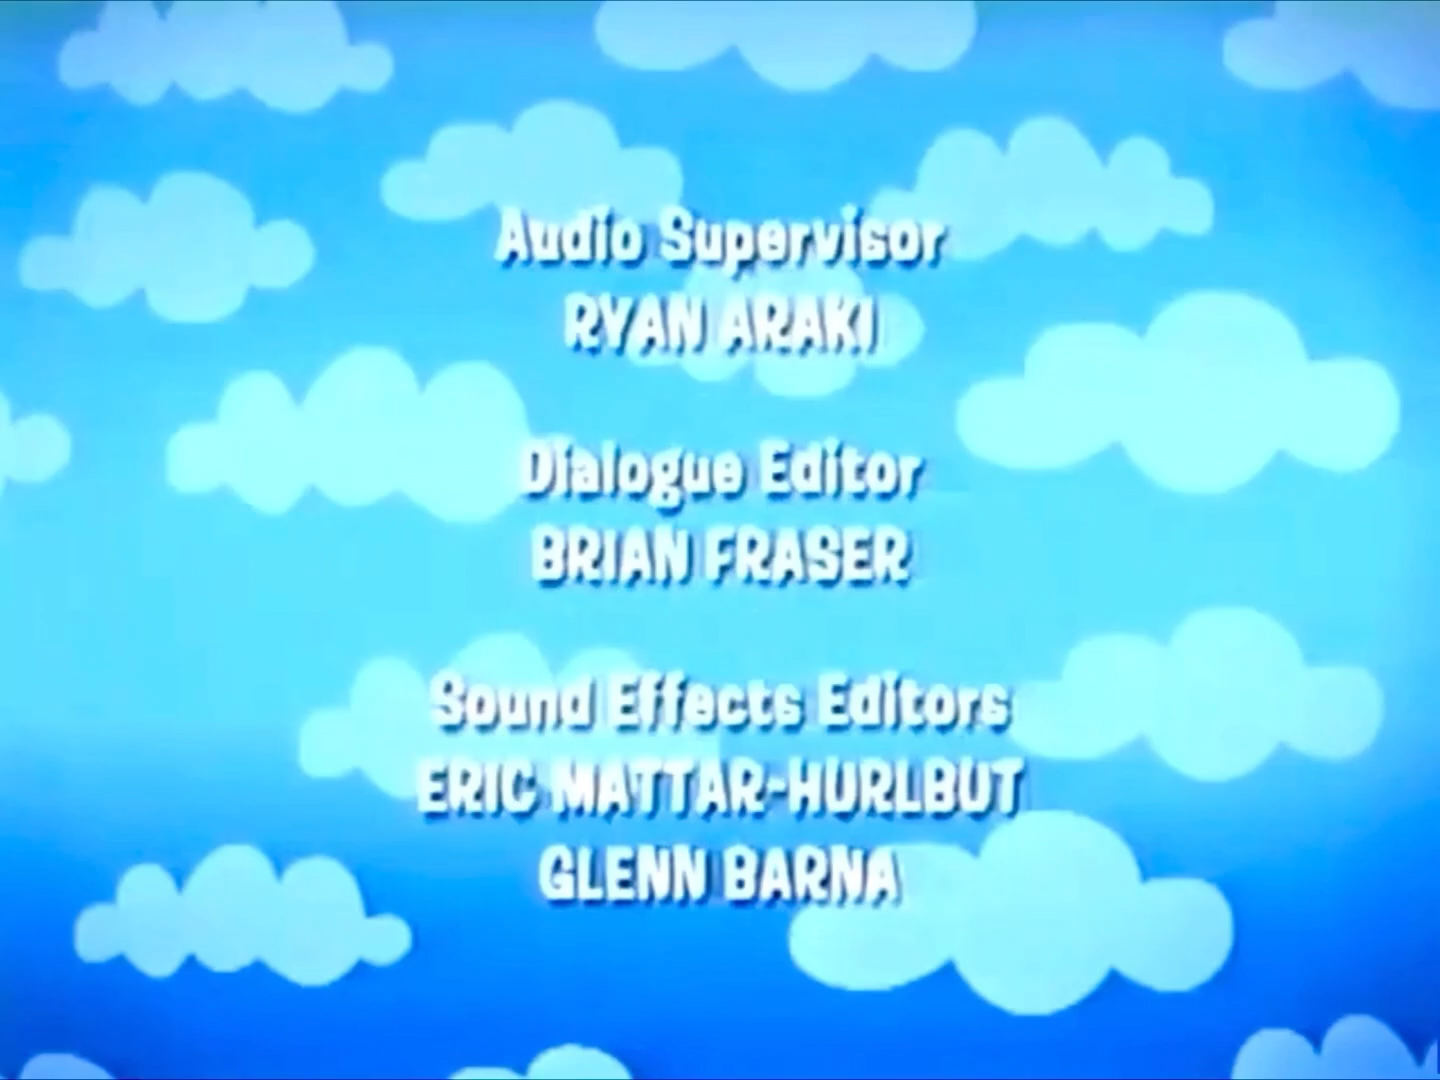 Audio Supervisor
RYAN ARAKI
Dialogue Editor
BRIAN FRASER
Sound Effects Editors
ERIC MATTAR-HURLBUT
GLENN BARNA